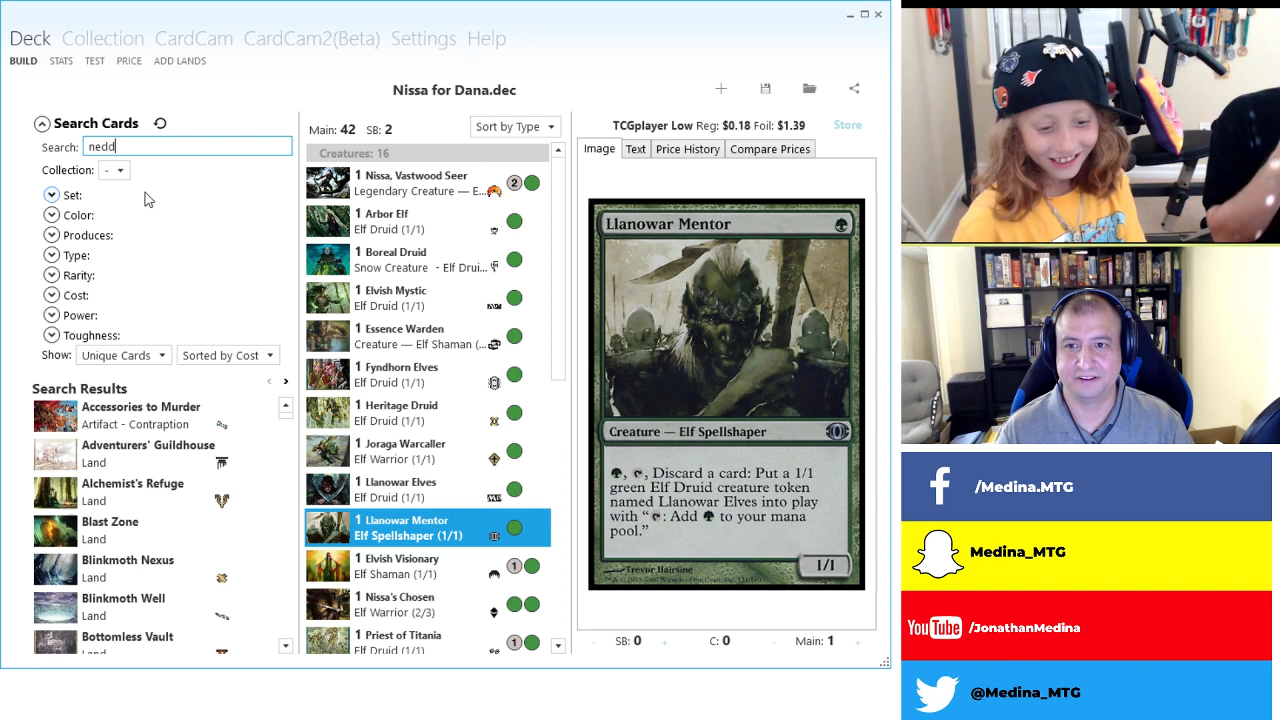 Deck Collection CardCam CardCam2(Beta) Settings Help
BUILD STATS TEST PRICE ADD LANDS
Nissa for Dana.dec
Search Cards
Search: nedd
Collection: -
Set:
Color:
Produces:
Type:
Rarity:
Cost:
Power:
Toughness:
Show: Unique Cards Sorted by Cost
Search Results
Accessories to Murder
Artifact - Contraption
Adventurers' Guildhouse
Land
Alchemist's Refuge
Land
Blast Zone
Land
Blinkmoth Nexus
Land
Blinkmoth Well
Land
Bottomless Vault
Land
Main: 42 SB: 2
Sort by Type
Creatures: 16
1 Nissa, Vastwood Seer
Legendary Creature — E...
2
1 Arbor Elf
Elf Druid (1/1)
1 Boreal Druid
Snow Creature - Elf Drui...
1 Elvish Mystic
Elf Druid (1/1)
1 Essence Warden
Creature — Elf Shaman (...
1 Fyndhorn Elves
Elf Druid (1/1)
1 Heritage Druid
Elf Druid (1/1)
1 Joraga Warcaller
Elf Warrior (1/1)
1 Llanowar Elves
Elf Druid (1/1)
1 Llanowar Mentor
Elf Spellshaper (1/1)
1 Elvish Visionary
Elf Shaman (1/1)
1
1 Nissa's Chosen
Elf Warrior (2/3)
1 Priest of Titania
Elf Druid (1/1)
1
TCGplayer Low Reg: $0.18 Foil: $1.39
Store
Image Text Price History Compare Prices
Llanowar Mentor
Creature — Elf Spellshaper
, Discard a card: Put a 1/1
green Elf Druid creature token
named Llanowar Elves into play
with “: Add to your mana
pool.”
Trevor Hairsine
1/1
- SB: 0 + - C: 0 - Main: 1 +
/Medina.MTG
Medina_MTG
YouTube /JonathanMedina
@Medina_MTG